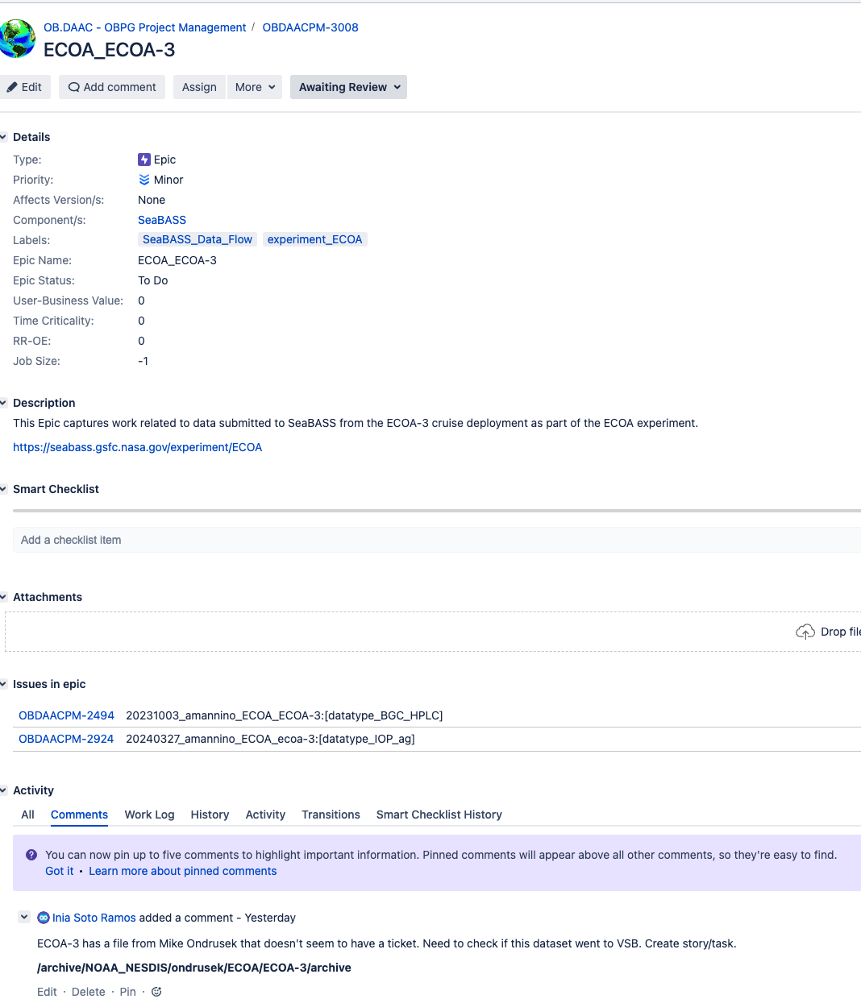 OB.DAAC - OBPG Project Management / OBDAACPM-3008
ECOA_ECOA-3
Edit Add comment Assign More Awaiting Review
Details
Type: Epic
Priority: Minor
Affects Version/s: None
Component/s: SeaBASS
Labels: SeaBASS_Data_Flow experiment_ECOA
Epic Name: ECOA_ECOA-3
Epic Status: To Do
User-Business Value: 0
Time Criticality: 0
RR-OE: 0
Job Size: -1
Description
This Epic captures work related to data submitted to SeaBASS from the ECOA-3 cruise deployment as part of the ECOA experiment.
https://seabass.gsfc.nasa.gov/experiment/ECOA
Smart Checklist
Add a checklist item
Attachments
Drop file
Issues in epic
OBDAACPM-2494 20231003_amannino_ECOA_ECOA-3:[datatype_BGC_HPLC]
OBDAACPM-2924 20240327_amannino_ECOA_ecoa-3:[datatype_IOP_ag]
Activity
All Comments Work Log History Activity Transitions Smart Checklist History
You can now pin up to five comments to highlight important information. Pinned comments will appear above all other comments, so they're easy to find.
Got it • Learn more about pinned comments
Inia Soto Ramos added a comment - Yesterday
ECOA-3 has a file from Mike Ondrusek that doesn't seem to have a ticket. Need to check if this dataset went to VSB. Create story/task.
/archive/NOAA_NESDIS/ondrusek/ECOA/ECOA-3/archive
Edit · Delete · Pin ·